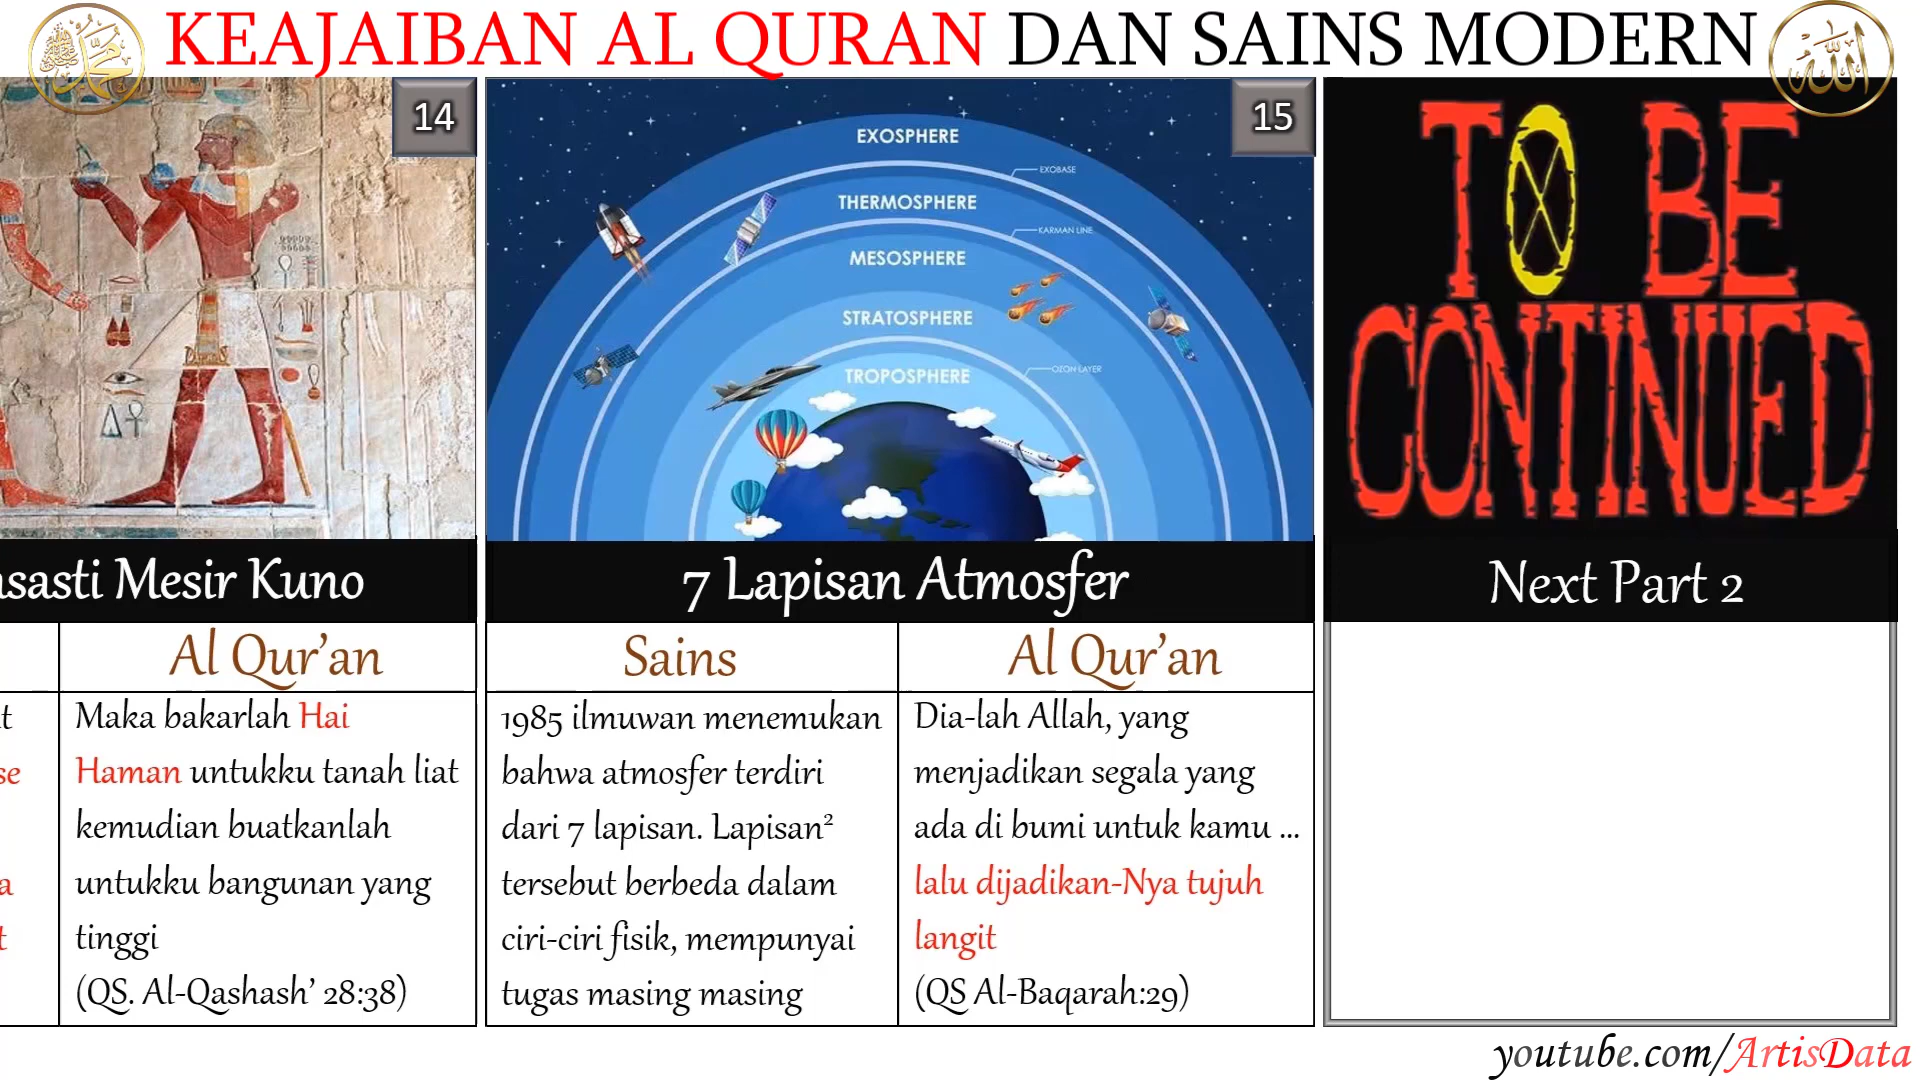 KEAJAIBAN AL QURAN DAN SAINS MODERN
الله
14
Mesir Kuno
Al Qur'an
Maka bakarlah Hai
Haman untukku tanah liat
kemudian buatkanlah
untukku bangunan yang
tinggi
(QS. Al-Qashash' 28:38)
15
EXOSPHERE
EXOBASE
THERMOSPHERE
KARMAN LINE
MESOSPHERE
STRATOSPHERE
OZON LAYER
TROPOSPHERE
7 Lapisan Atmosfer
Sains
1985 ilmuwan menemukan
bahwa atmosfer terdiri
dari 7 lapisan. Lapisan²
tersebut berbeda dalam
ciri-ciri fisik, mempunyai
tugas masing masing
Al Qur'an
Dia-lah Allah, yang
menjadikan segala yang
ada di bumi untuk kamu ...
lalu dijadikan-Nya tujuh
langit
(QS Al-Baqarah:29)
TO BE
CONTINUED
Next Part 2
youtube.com/ArtisData